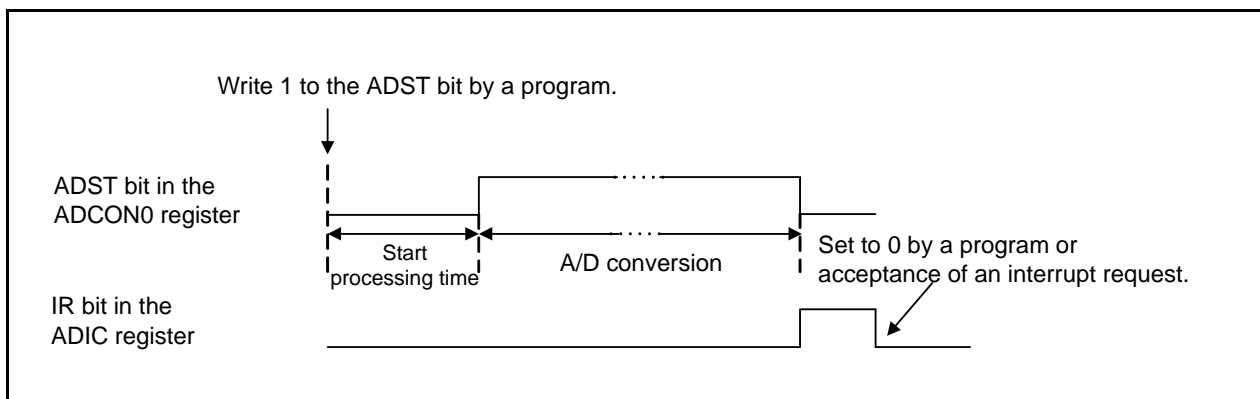 Write 1 to the ADST bit by a program.
ADST bit in the
ADCON0 register
Start
processing time
A/D conversion
Set to 0 by a program or
acceptance of an interrupt request.
IR bit in the
ADIC register